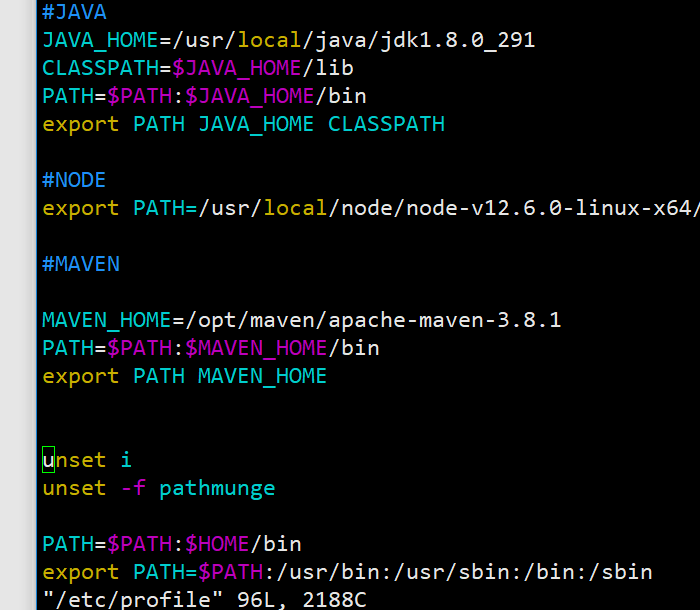 #JAVA
JAVA_HOME=/usr/local/java/jdk1.8.0_291
CLASSPATH=$JAVA_HOME/lib
PATH=$PATH:$JAVA_HOME/bin
export PATH JAVA_HOME CLASSPATH
#NODE
export PATH=/usr/local/node/node-v12.6.0-linux-x64/
#MAVEN
MAVEN_HOME=/opt/maven/apache-maven-3.8.1
PATH=$PATH:$MAVEN_HOME/bin
export PATH MAVEN_HOME
unset i
unset -f pathmunge
PATH=$PATH:$HOME/bin
export PATH=$PATH:/usr/bin:/usr/sbin:/bin:/sbin
"/etc/profile" 96L, 2188C